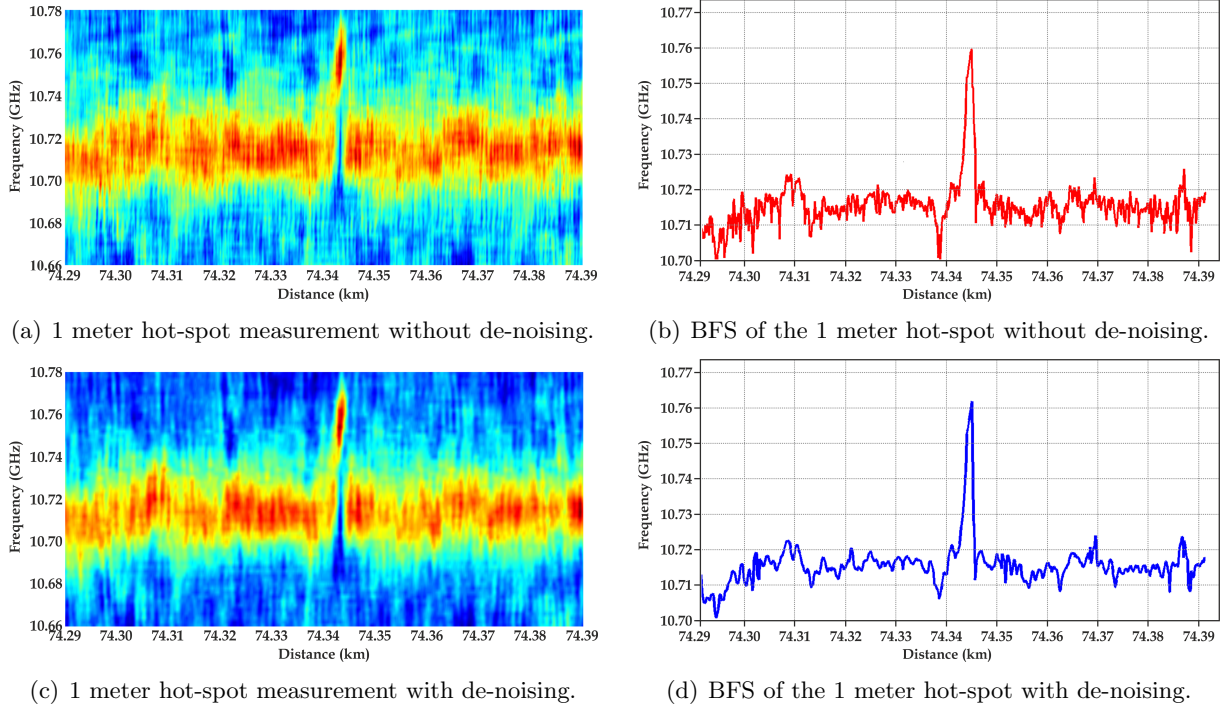 10.78
10.76
10.74
10.72
10.70
10.68
10.66
Frequency (GHz)
74.29 74.30 74.31 74.32 74.33 74.34 74.35 74.36 74.37 74.38 74.39
Distance (km)
(a) 1 meter hot-spot measurement without de-noising.
10.77
10.76
10.75
10.74
10.73
10.72
10.71
10.70
Frequency (GHz)
74.29 74.30 74.31 74.32 74.33 74.34 74.35 74.36 74.37 74.38 74.39
Distance (km)
(b) BFS of the 1 meter hot-spot without de-noising.
10.78
10.76
10.74
10.72
10.70
10.68
10.66
Frequency (GHz)
74.29 74.30 74.31 74.32 74.33 74.34 74.35 74.36 74.37 74.38 74.39
Distance (km)
(c) 1 meter hot-spot measurement with de-noising.
10.77
10.76
10.75
10.74
10.73
10.72
10.71
10.70
Frequency (GHz)
74.29 74.30 74.31 74.32 74.33 74.34 74.35 74.36 74.37 74.38 74.39
Distance (km)
(d) BFS of the 1 meter hot-spot with de-noising.